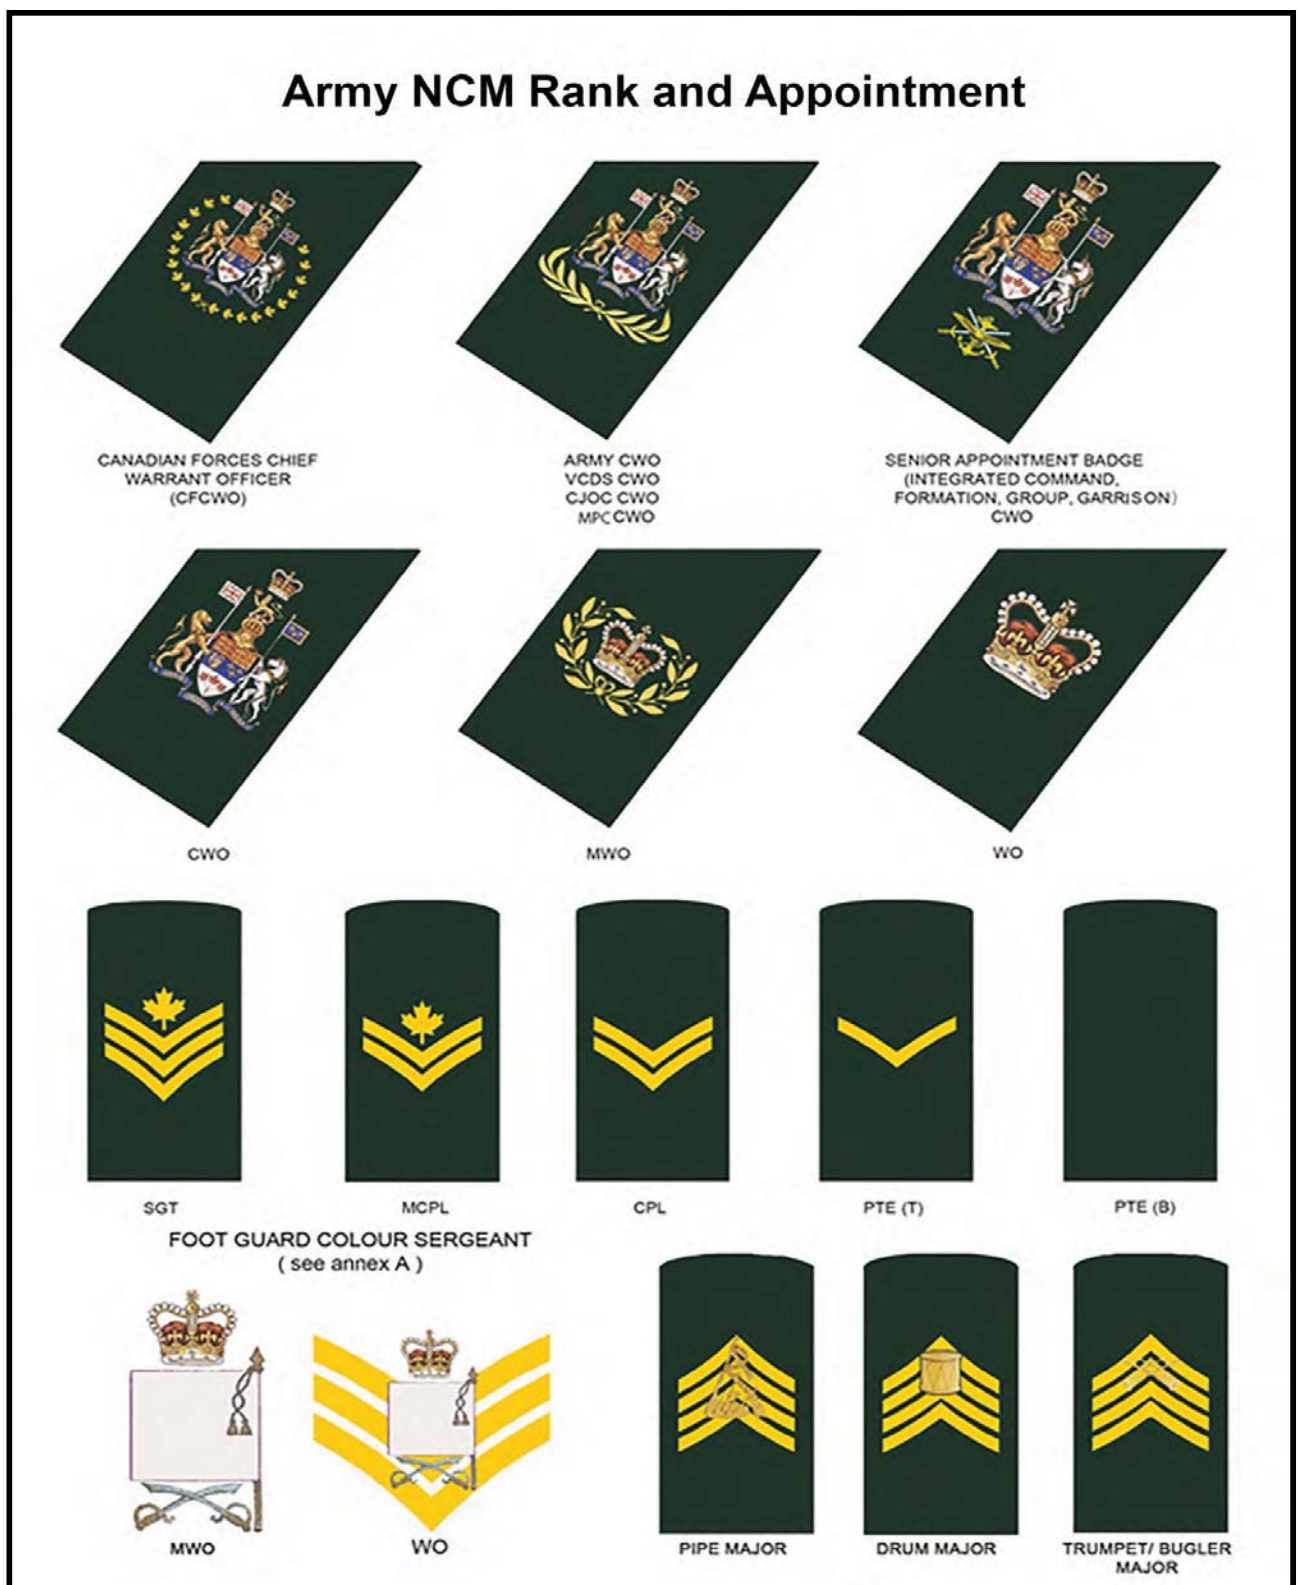 Army NCM Rank and Appointment
CANADIAN FORCES CHIEF
WARRANT OFFICER
(CFCWO)
ARMY CWO
VCDS CWO
CJOC CWO
MPC CWO
SENIOR APPOINTMENT BADGE
(INTEGRATED COMMAND,
FORMATION, GROUP, GARRISON)
CWO
CWO
MWO
WO
SGT
MCPL
CPL
PTE (T)
PTE (B)
FOOT GUARD COLOUR SERGEANT
( see annex A )
MWO
WO
PIPE MAJOR
DRUM MAJOR
TRUMPET/ BUGLER
MAJOR